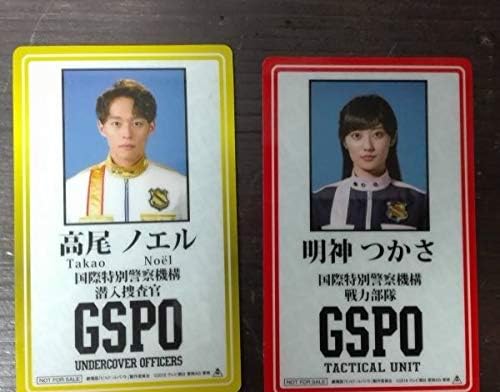 高尾 ノエル
Takao Noël
国際特別警察機構
潜入捜査官
GSPO
UNDERCOVER OFFICERS
NOT FOR SALE
明神 つかさ
国際特別警察機構
戦力部隊
GSPO
TACTICAL UNIT
NOT FOR SALE